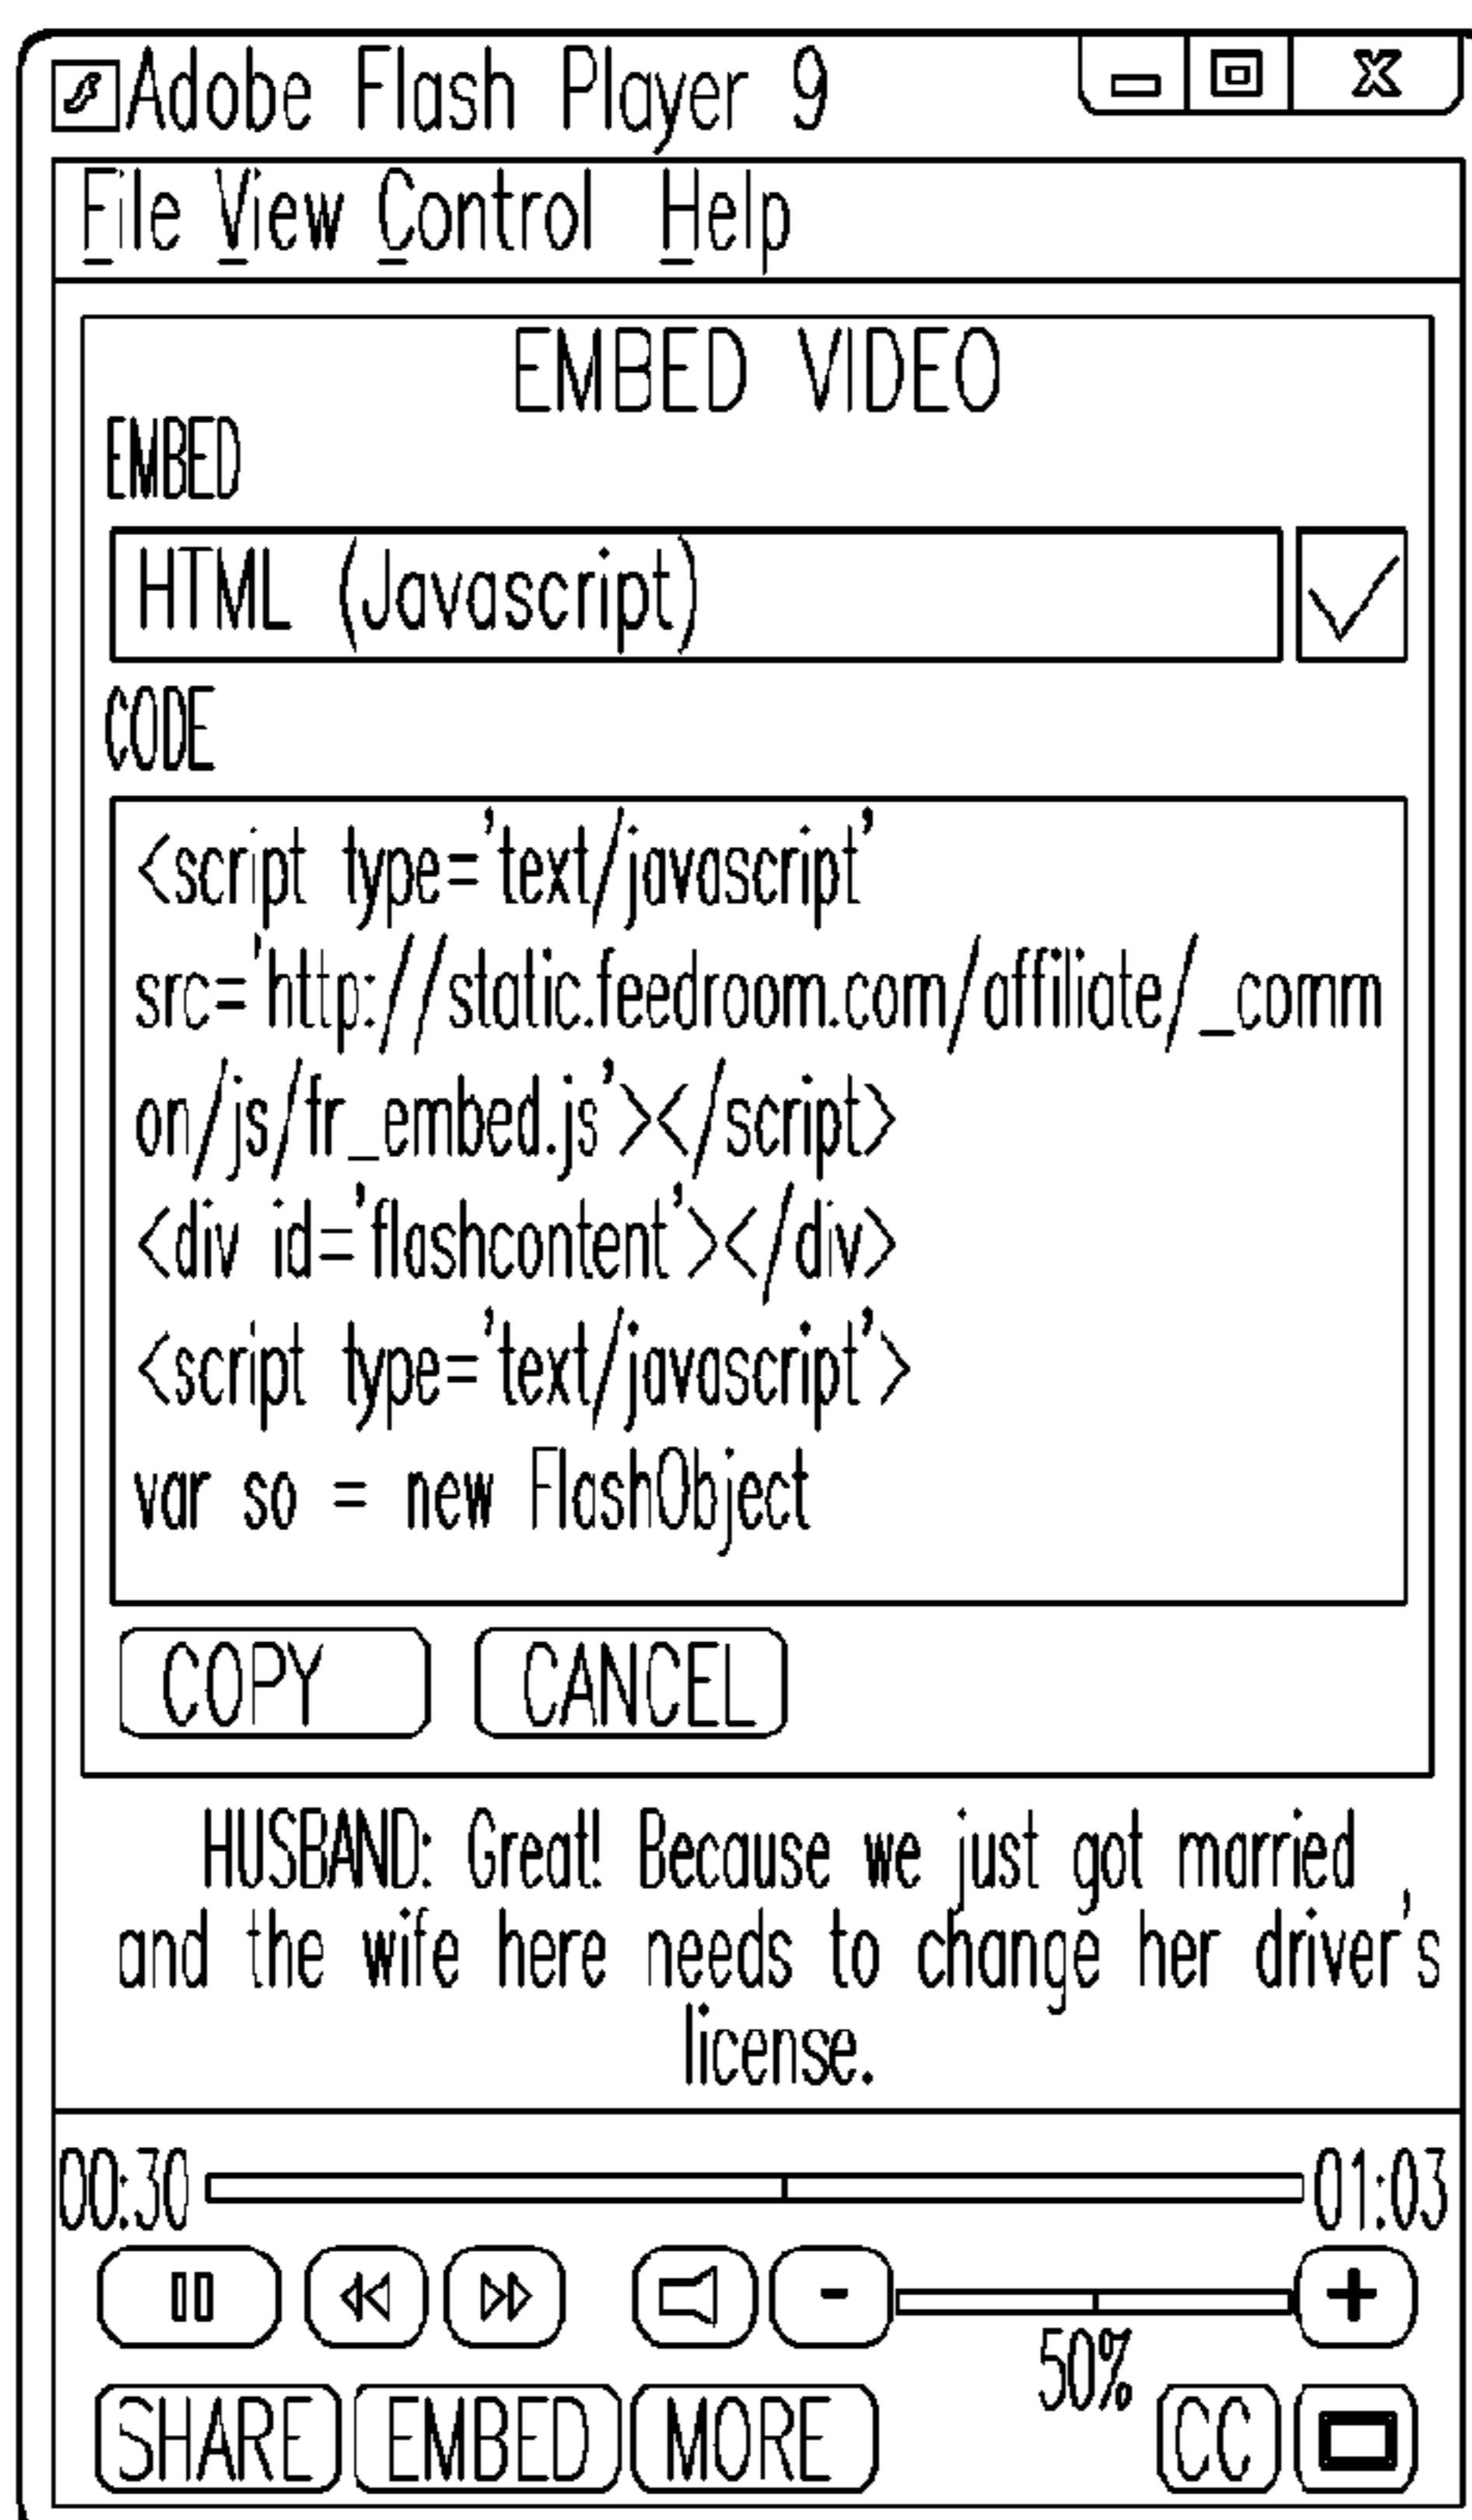 Adobe Flash Player 9
File View Control Help
EMBED VIDEO
EMBED
HTML (Javascript)
CODE
<script type='text/javascript'
src='http://static.feedroom.com/affiliate/_comm
on/js/fr_embed.js'></script>
<div id='flashcontent'></div>
<script type='text/javascript'>
var so = new FlashObject
COPY CANCEL
HUSBAND: Great! Because we just got married
and the wife here needs to change her driver's
license.
00:30 01:03
- +
50%
SHARE EMBED MORE CC